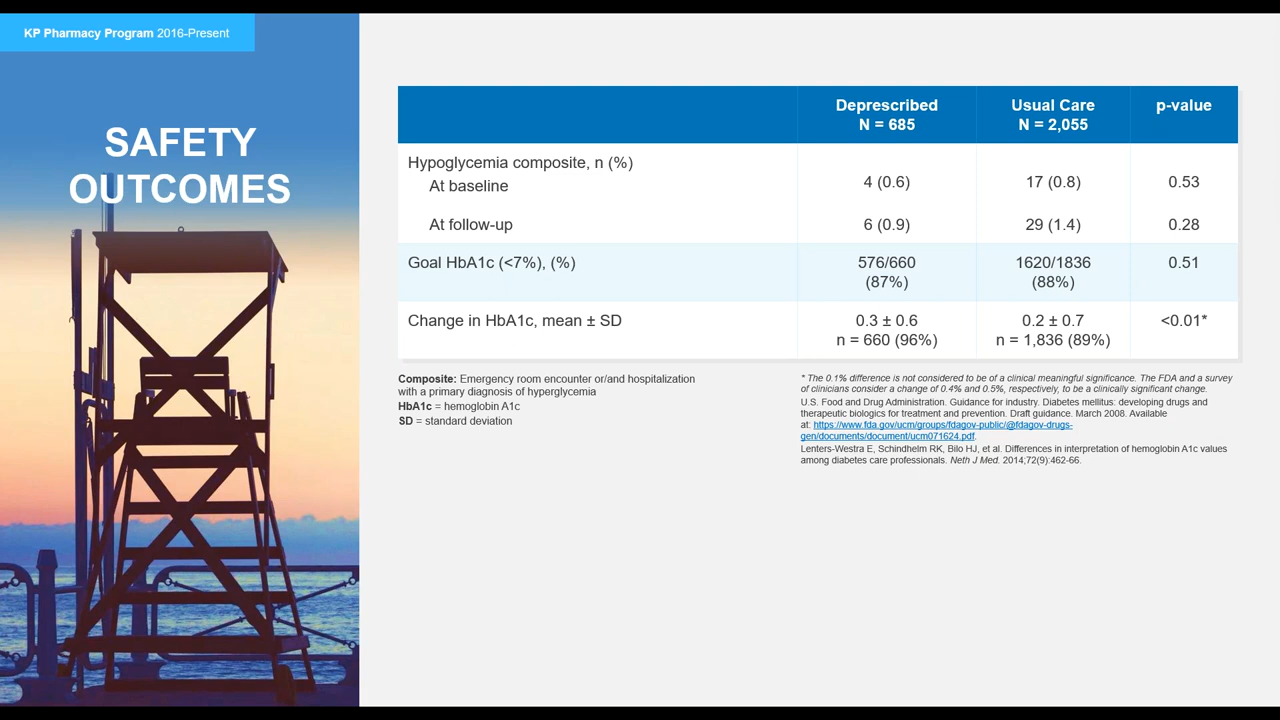 KP Pharmacy Program 2016-Present
SAFETY
OUTCOMES
Deprescribed
N = 685
Usual Care
N = 2,055
p-value
Hypoglycemia composite, n (%)
At baseline
4 (0.6)
17 (0.8)
0.53
At follow-up
6 (0.9)
29 (1.4)
0.28
Goal HbA1c (<7%), (%)
576/660
(87%)
1620/1836
(88%)
0.51
Change in HbA1c, mean ± SD
0.3 ± 0.6
n = 660 (96%)
0.2 ± 0.7
n = 1,836 (89%)
<0.01*
Composite: Emergency room encounter or/and hospitalization
with a primary diagnosis of hyperglycemia
HbA1c = hemoglobin A1c
SD = standard deviation
* The 0.1% difference is not considered to be of a clinical meaningful significance. The FDA and a survey
of clinicians consider a change of 0.4% and 0.5%, respectively, to be a clinically significant change.
U.S. Food and Drug Administration. Guidance for industry. Diabetes mellitus: developing drugs and
therapeutic biologics for treatment and prevention. Draft guidance. March 2008. Available
at: https://www.fda.gov/ucm/groups/fdagov-public/@fdagov-drugs-
gen/documents/document/ucm071624.pdf.
Lenters-Westra E, Schindhelm RK, Bilo HJ, et al. Differences in interpretation of hemoglobin A1c values
among diabetes care professionals. Neth J Med. 2014;72(9):462-66.